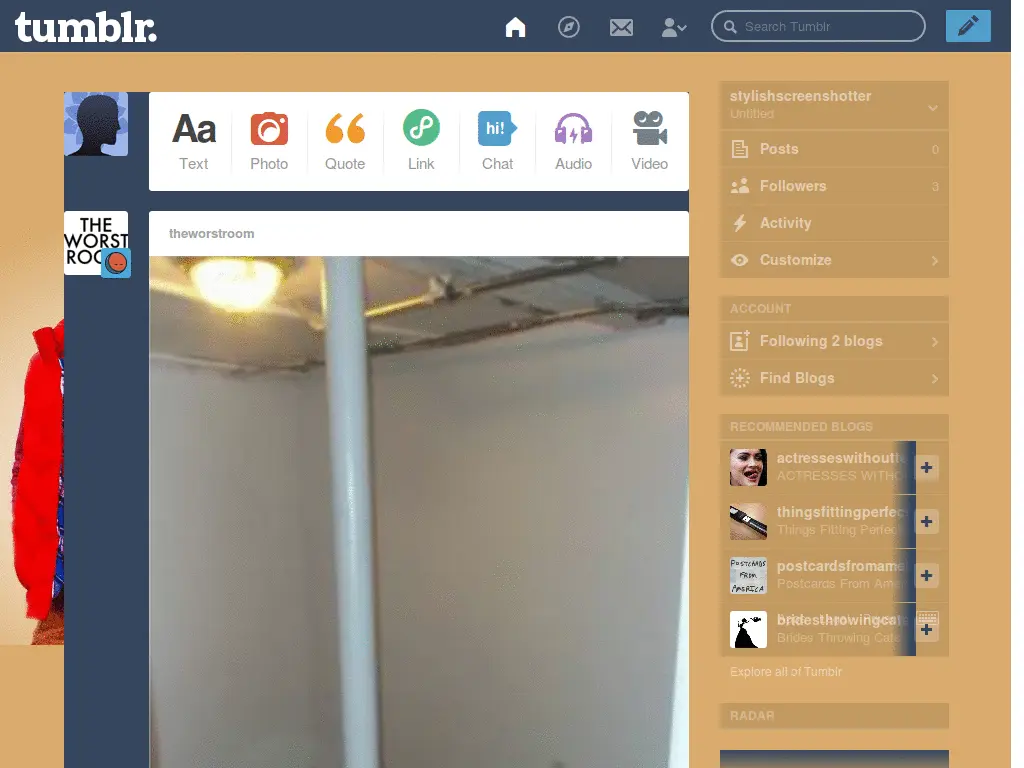 tumblr.
Search Tumblr
Aa
Text
Photo
Quote
Link
hi!
Chat
Audio
Video
THE
WORST
theworstroom
stylishscreenshotter
Untitled
Posts 0
Followers 3
Activity
Customize
ACCOUNT
Following 2 blogs
Find Blogs
RECOMMENDED BLOGS
actresseswithoutte
ACTRESSES WITHO
thingsfittingperfec
Things Fitting Perfec
POSTCARDS
FROM
AMERICA
postcardsfromame
Postcards From Ame
bridesthrowingcats
Brides Throwing Cats
Explore all of Tumblr
RADAR